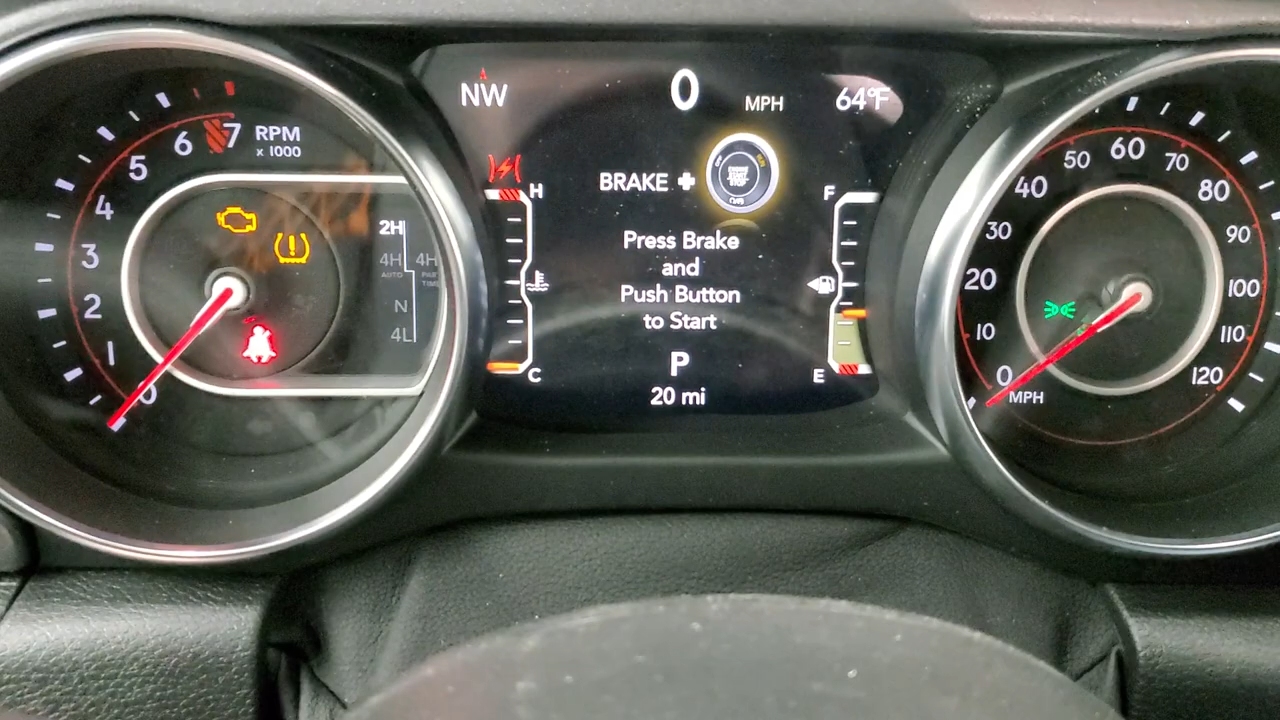 NW 0 MPH 64°F
7 RPM
x 1000
6
5
4
3
2
1
0
2H
4H
AUTO
4H
PART
TIME
N
4L
H
C
BRAKE +
Press Brake
and
Push Button
to Start
P
20 mi
F
E
0
10
20
30
40
50
60
70
80
90
100
110
120
MPH